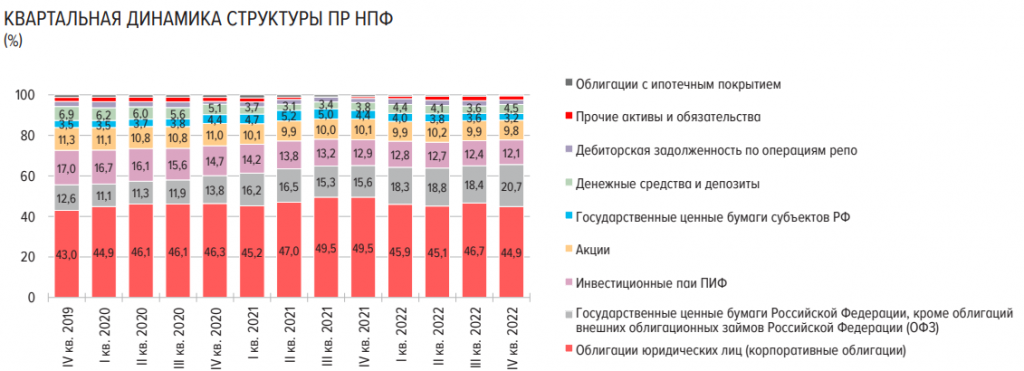 КВАРТАЛЬНАЯ ДИНАМИКА СТРУКТУРЫ ПР НПФ
(%)
100
80
60
40
20
0
6,9 6,2 6,0 5,6 5,1 3,7 3,1 3,4 3,8 4,4 4,1 3,6 4,5
3,5 3,5 3,7 3,8 4,4 4,7 5,2 5,0 4,4 4,0 3,8 3,6 3,2
11,3 11,1 10,8 10,8 11,0 10,1 9,9 10,0 10,1 9,9 10,2 9,9 9,8
17,0 16,7 16,1 15,6 14,7 14,2 13,8 13,2 12,9 12,8 12,7 12,4 12,1
12,6 11,1 11,3 11,9 13,8 16,2 16,5 15,3 15,6 18,3 18,8 18,4 20,7
43,0 44,9 46,1 46,1 46,3 45,2 47,0 49,5 49,5 45,9 45,1 46,7 44,9
IV кв. 2019
I кв. 2020
II кв. 2020
III кв. 2020
IV кв. 2020
I кв. 2021
II кв. 2021
III кв. 2021
IV кв. 2021
I кв. 2022
II кв. 2022
III кв. 2022
IV кв. 2022
Облигации с ипотечным покрытием
Прочие активы и обязательства
Дебиторская задолженность по операциям репо
Денежные средства и депозиты
Государственные ценные бумаги субъектов РФ
Акции
Инвестиционные паи ПИФ
Государственные ценные бумаги Российской Федерации, кроме облигаций
внешних облигационных займов Российской Федерации (ОФЗ)
Облигации юридических лиц (корпоративные облигации)